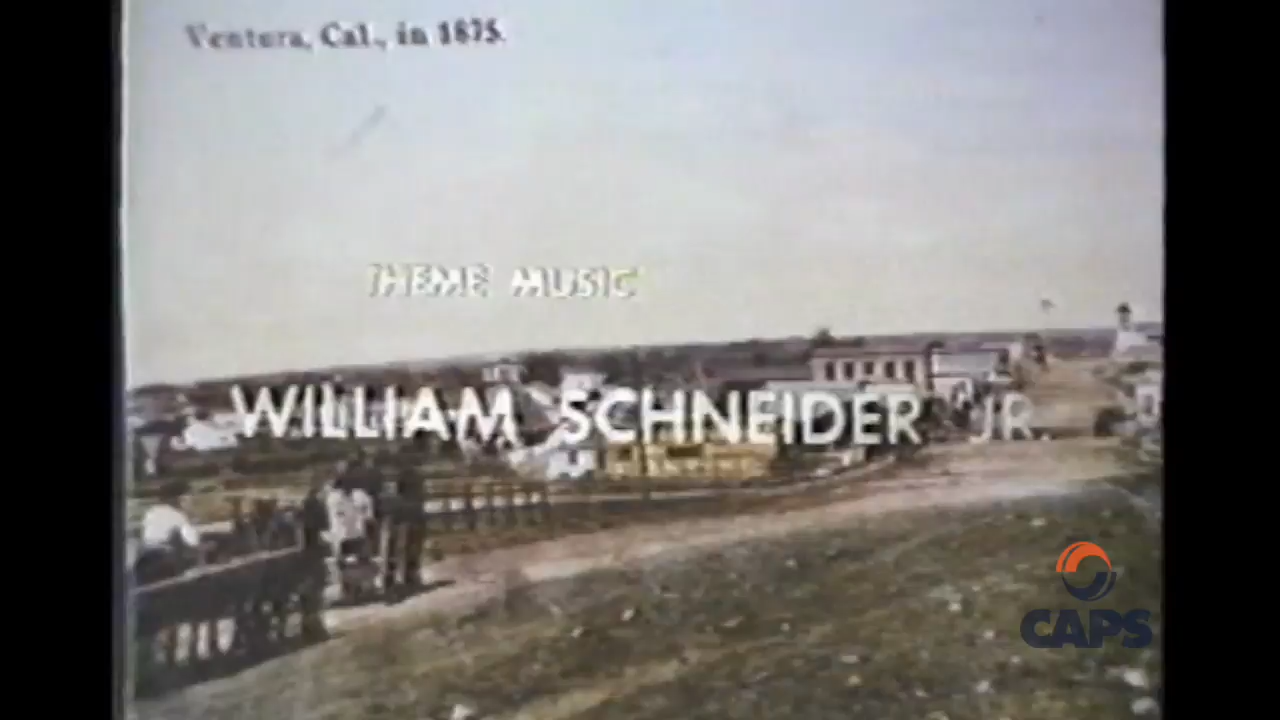 Ventura, Cal., in 1875.
THEME MUSIC
WILLIAM SCHNEIDER JR.
CAPS